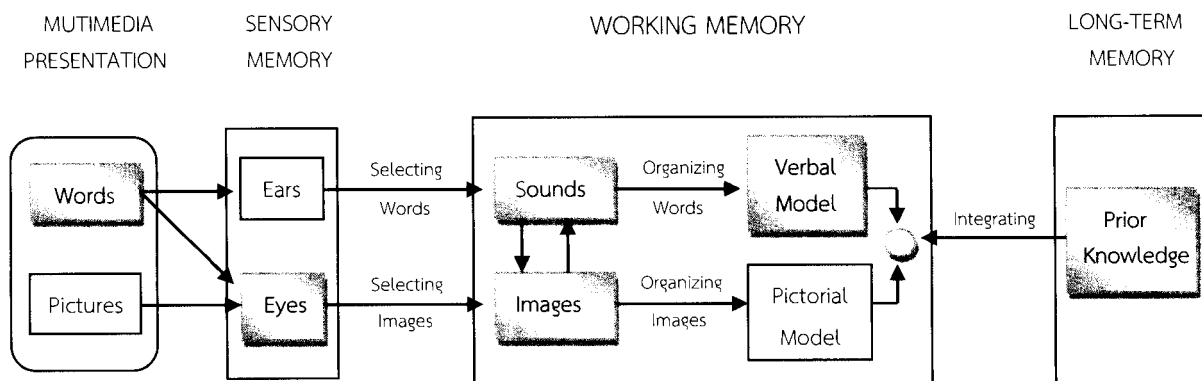 MUTIMEDIA
PRESENTATION
SENSORY
MEMORY
WORKING MEMORY
LONG-TERM
MEMORY
Words
Pictures
Ears
Eyes
Selecting
Words
Selecting
Images
Sounds
Images
Organizing
Words
Organizing
Images
Verbal
Model
Pictorial
Model
Integrating
Prior
Knowledge